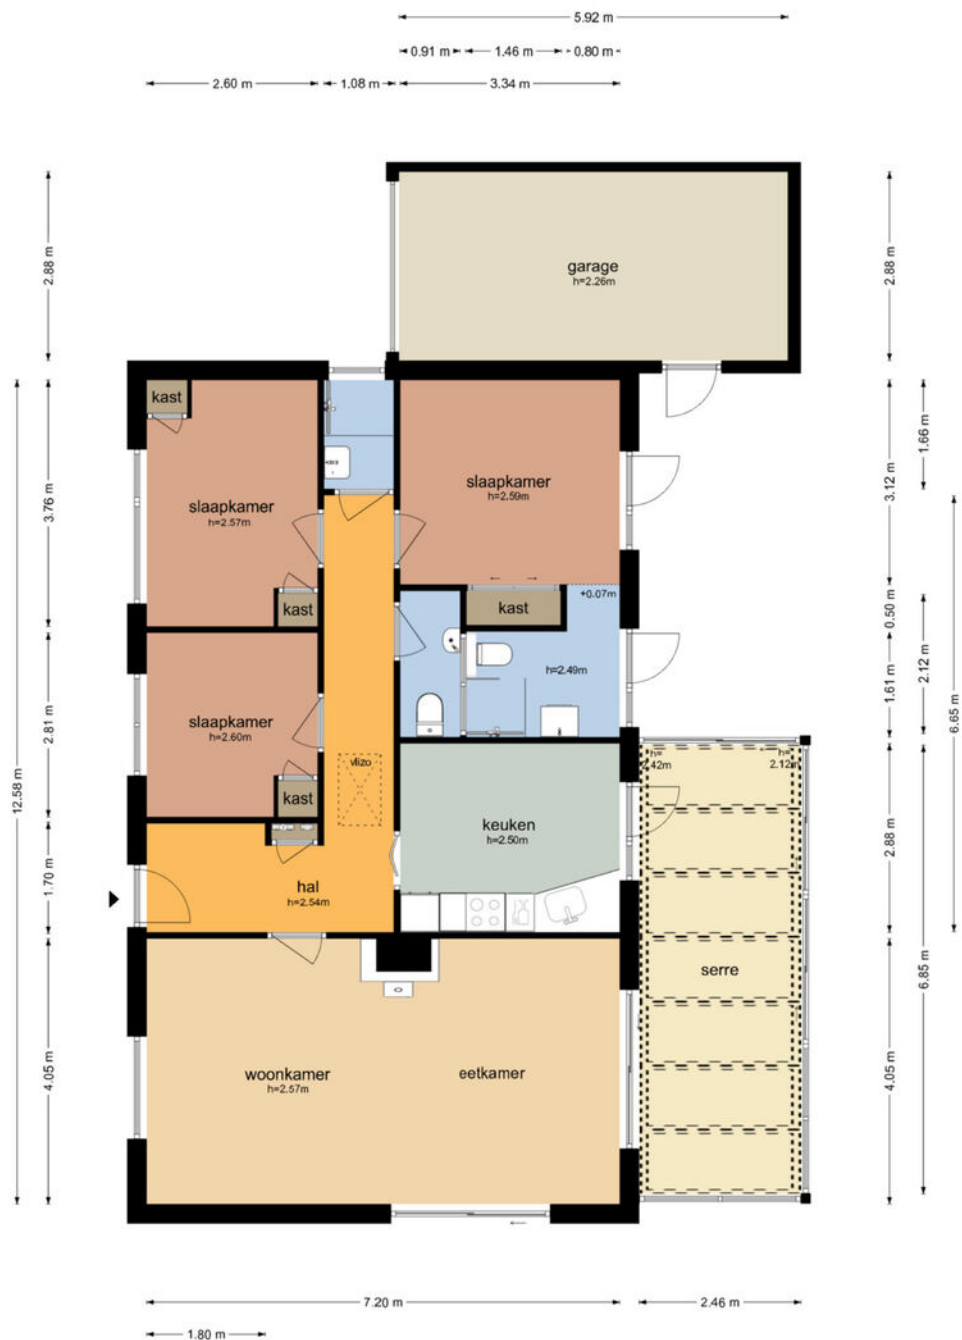 5.92 m
0.91 m
1.46 m
0.80 m
2.60 m
1.08 m
3.34 m
2.88 m
garage
h=2.26m
2.88 m
kast
slaapkamer
h=2.57m
slaapkamer
h=2.59m
1.66 m
3.12 m
3.76 m
kast
kast
+0.07m
0.50 m
h=2.49m
2.12 m
1.61 m
6.65 m
slaapkamer
h=2.60m
2.81 m
vlizo
kast
h=
2.42m
h=
2.12m
12.58 m
keuken
h=2.50m
2.88 m
1.70 m
hal
h=2.54m
serre
6.85 m
4.05 m
woonkamer
h=2.57m
eetkamer
4.05 m
7.20 m
2.46 m
1.80 m